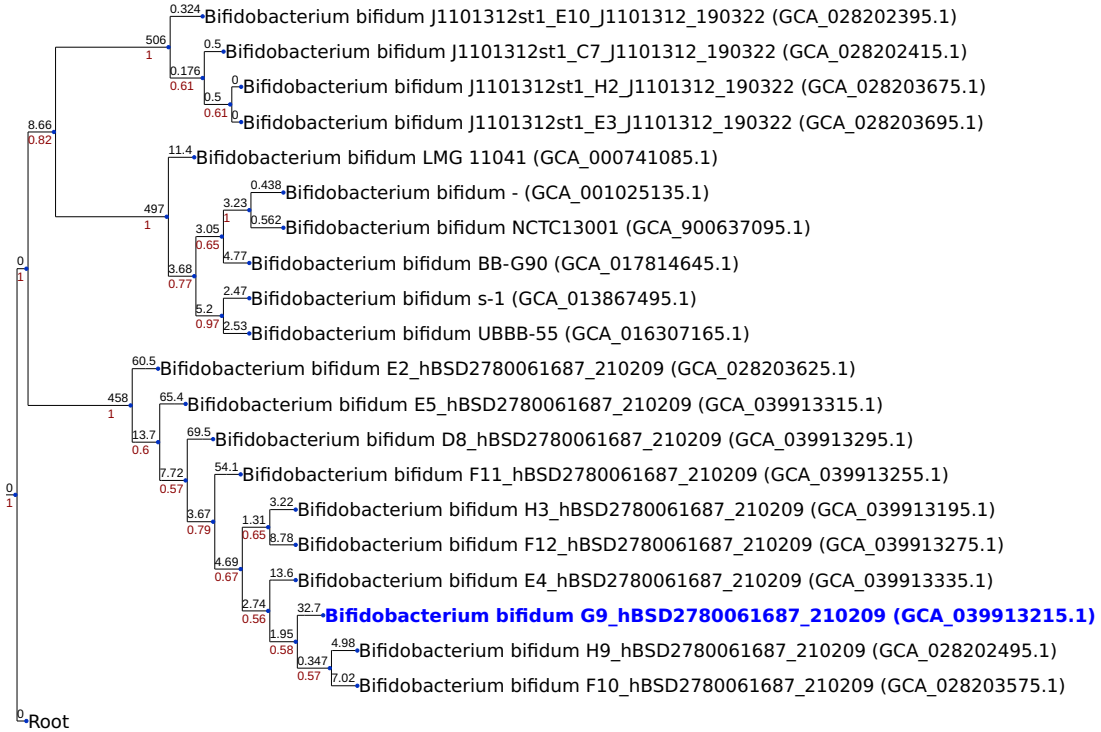 0.324 Bifidobacterium bifidum J1101312st1_E10_J1101312_190322 (GCA_028202395.1)
506
1
0.5 Bifidobacterium bifidum J1101312st1_C7_J1101312_190322 (GCA_028202415.1)
0.176
0.61
0 Bifidobacterium bifidum J1101312st1_H2_J1101312_190322 (GCA_028203675.1)
0.5
0.61
0 Bifidobacterium bifidum J1101312st1_E3_J1101312_190322 (GCA_028203695.1)
8.66
0.82
11.4 Bifidobacterium bifidum LMG 11041 (GCA_000741085.1)
0.438 Bifidobacterium bifidum - (GCA_001025135.1)
3.23
1
497
1
0.562 Bifidobacterium bifidum NCTC13001 (GCA_900637095.1)
3.05
0.65
4.77 Bifidobacterium bifidum BB-G90 (GCA_017814645.1)
0
1
3.68
0.77
2.47 Bifidobacterium bifidum s-1 (GCA_013867495.1)
5.2
0.97
2.53 Bifidobacterium bifidum UBBB-55 (GCA_016307165.1)
60.5 Bifidobacterium bifidum E2_hBSD2780061687_210209 (GCA_028203625.1)
458
1
65.4 Bifidobacterium bifidum E5_hBSD2780061687_210209 (GCA_039913315.1)
13.7
0.6
69.5 Bifidobacterium bifidum D8_hBSD2780061687_210209 (GCA_039913295.1)
7.72
0.57
54.1 Bifidobacterium bifidum F11_hBSD2780061687_210209 (GCA_039913255.1)
0
1
3.22 Bifidobacterium bifidum H3_hBSD2780061687_210209 (GCA_039913195.1)
3.67
0.79
1.31
0.65
8.78 Bifidobacterium bifidum F12_hBSD2780061687_210209 (GCA_039913275.1)
4.69
0.67
13.6 Bifidobacterium bifidum E4_hBSD2780061687_210209 (GCA_039913335.1)
2.74
0.56
32.7 Bifidobacterium bifidum G9_hBSD2780061687_210209 (GCA_039913215.1)
1.95
0.58
4.98 Bifidobacterium bifidum H9_hBSD2780061687_210209 (GCA_028202495.1)
0.347
0.57
7.02 Bifidobacterium bifidum F10_hBSD2780061687_210209 (GCA_028203575.1)
0 Root